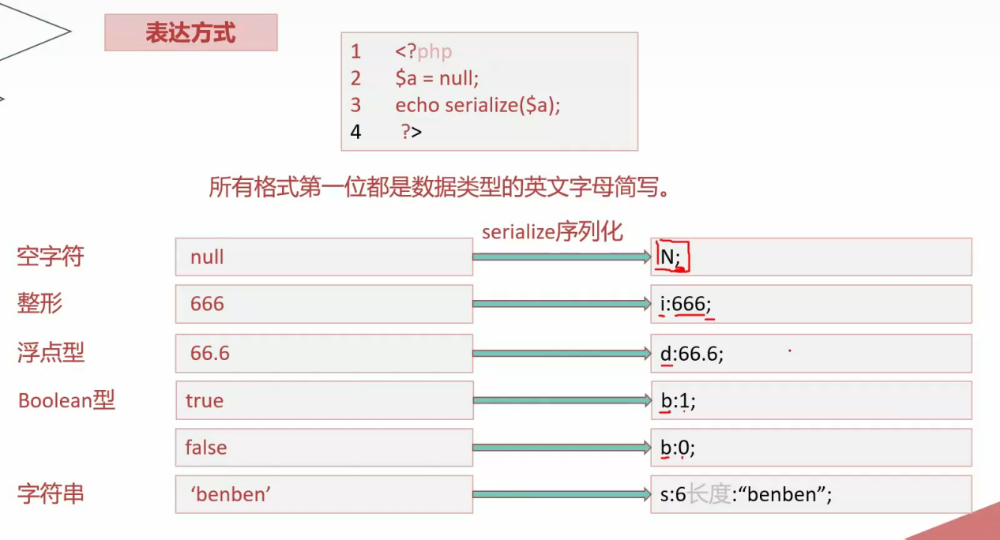 表达方式
1 <?php
2 $a = null;
3 echo serialize($a);
4 ?>
所有格式第一位都是数据类型的英文字母简写。
serialize序列化
空字符 null N;
整形 666 i:666;
浮点型 66.6 d:66.6;
Boolean型 true b:1;
false b:0;
字符串 ‘benben’ s:6长度:“benben”;